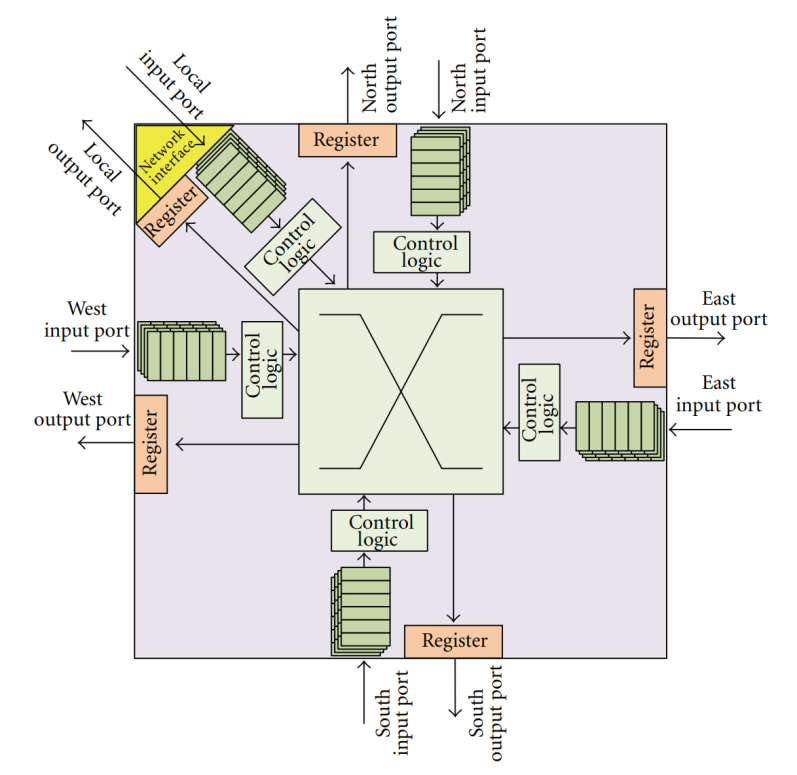 Local
input port
North
output port
North
input port
Local
output port
Network
interface
Register
Register
Control
logic
Control
logic
West
input port
Control
logic
Register
East
output port
West
output port
Register
Control
logic
East
input port
Control
logic
Register
South
input port
South
output port